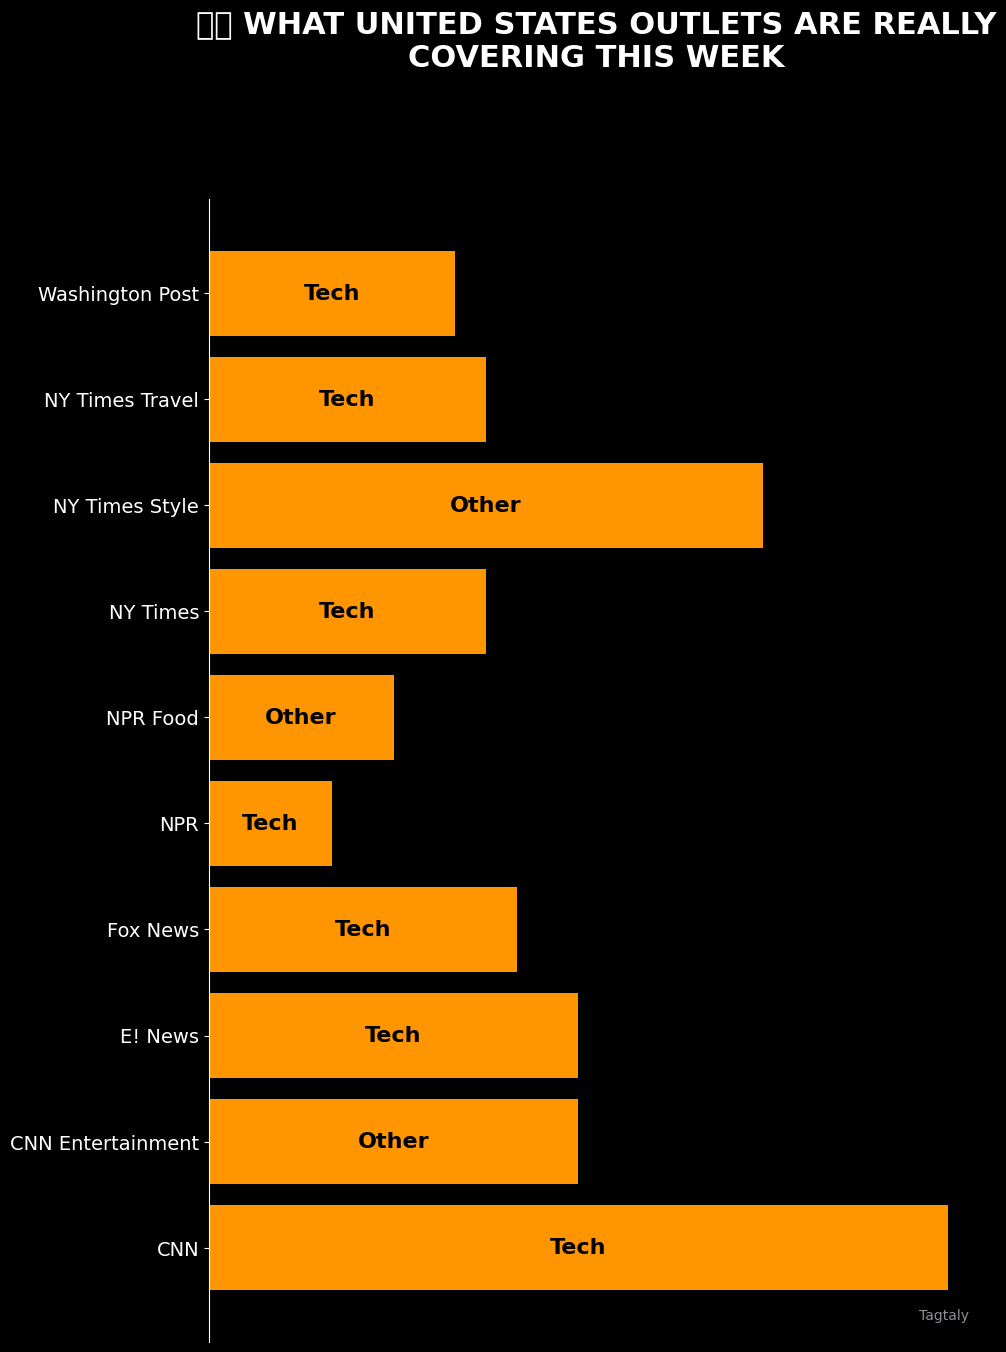 WHAT UNITED STATES OUTLETS ARE REALLY
COVERING THIS WEEK
Washington Post
Tech
NY Times Travel
Tech
NY Times Style
Other
NY Times
Tech
NPR Food
Other
NPR
Tech
Fox News
Tech
E! News
Tech
CNN Entertainment
Other
CNN
Tech
Tagtaly